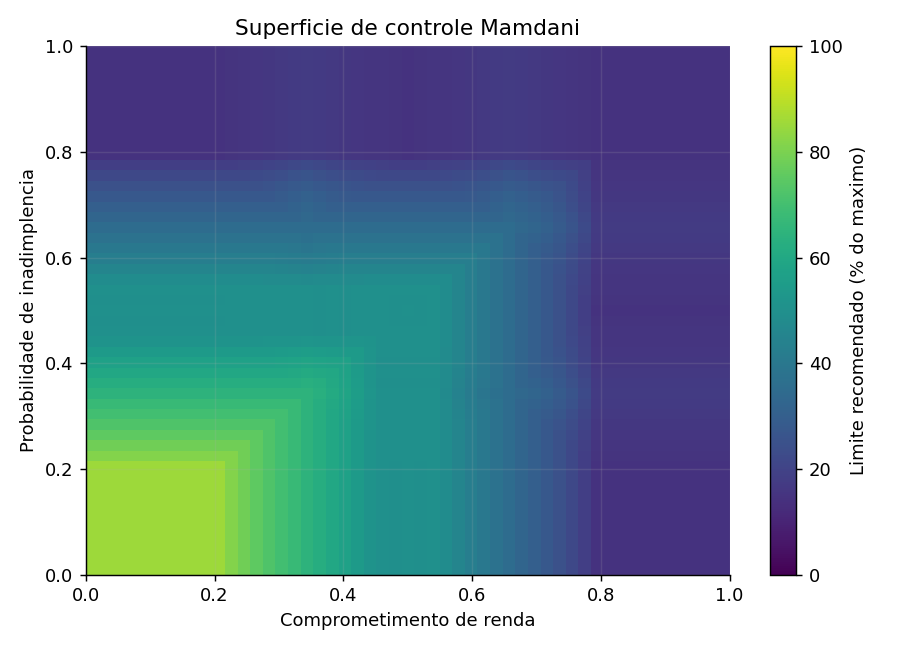 Superficie de controle Mamdani
1.0
0.8
0.6
0.4
0.2
0.0
Probabilidade de inadimplencia
0.0 0.2 0.4 0.6 0.8 1.0
Comprometimento de renda
100
80
60
40
20
0
Limite recomendado (% do maximo)